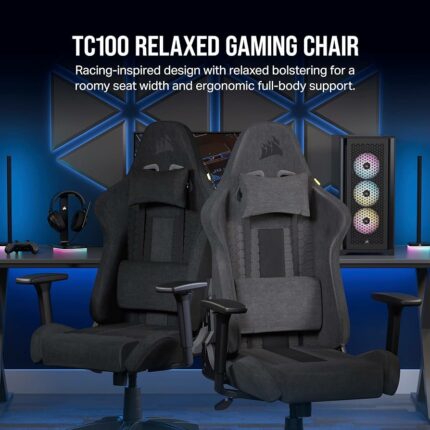 TC100 RELAXED GAMING CHAIR
Racing-inspired design with relaxed bolstering for a
roomy seat width and ergonomic full-body support.